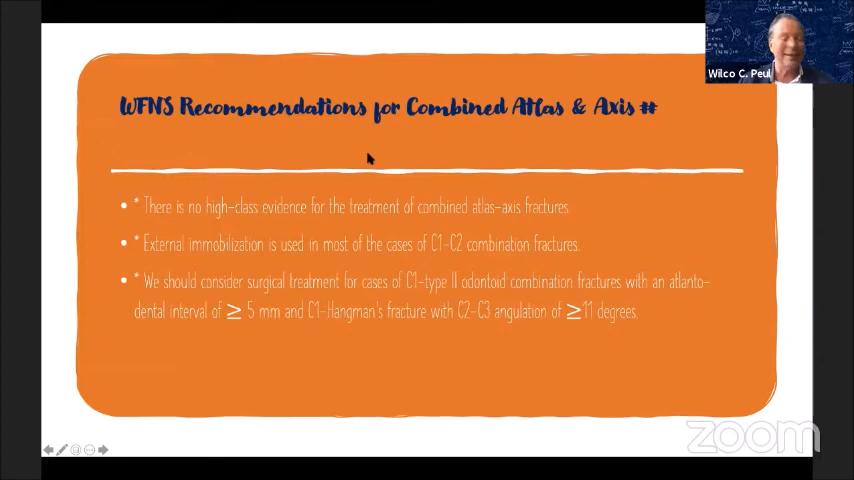 Wilco C. Peul
WFNS Recommendations for Combined Atlas & Axis #
• * There is no high-class evidence for the treatment of combined atlas-axis fractures.
• * External immobilization is used in most of the cases of C1-C2 combination fractures.
• * We should consider surgical treatment for cases of C1-type II odontoid combination fractures with an atlanto-
dental interval of ≥ 5 mm and C1-Hangman's fracture with C2-C3 angulation of ≥11 degrees.
zoom